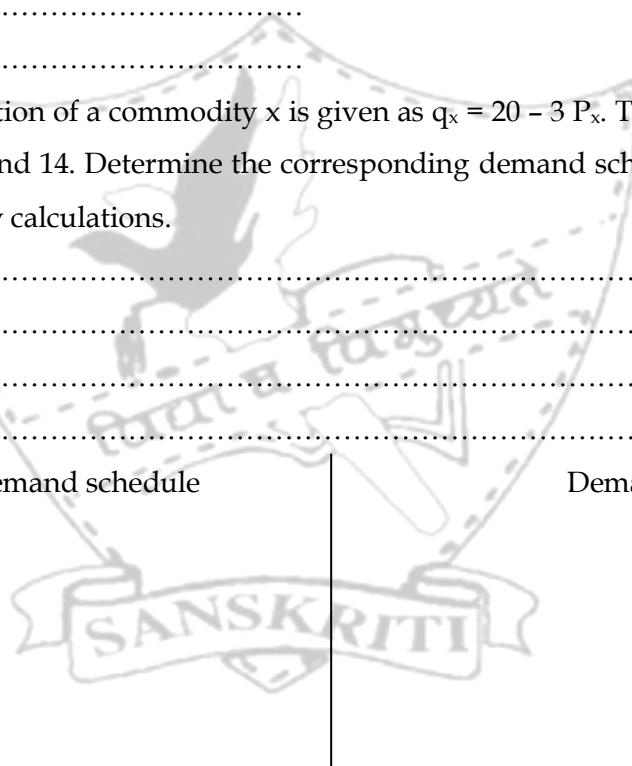 tion of a commodity x is given as qₓ = 20 – 3 Pₓ. T
nd 14. Determine the corresponding demand sch
y calculations.
emand schedule
Dema
SANSKRITI